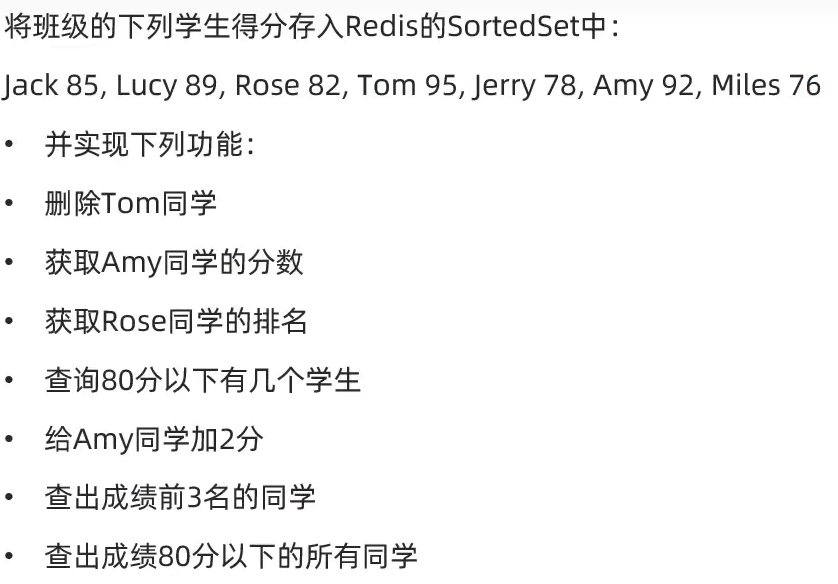 将班级的下列学生得分存入Redis的SortedSet中：
Jack 85, Lucy 89, Rose 82, Tom 95, Jerry 78, Amy 92, Miles 76
• 并实现下列功能：
• 删除Tom同学
• 获取Amy同学的分数
• 获取Rose同学的排名
• 查询80分以下有几个学生
• 给Amy同学加2分
• 查出成绩前3名的同学
• 查出成绩80分以下的所有同学